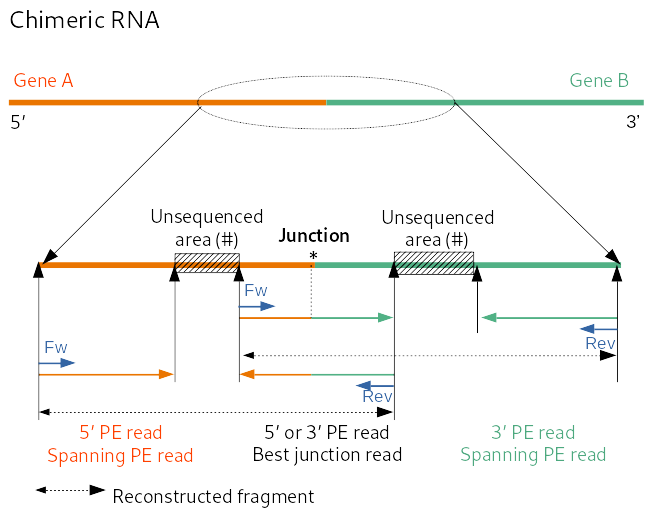 Chimeric RNA
Gene A
Gene B
5′
3'
Unsequenced
area (#)
Junction
*
Unsequenced
area (#)
Fw
Rev
Fw
Rev
5′ PE read
Spanning PE read
5′ or 3′ PE read
Best junction read
3′ PE read
Spanning PE read
Reconstructed fragment